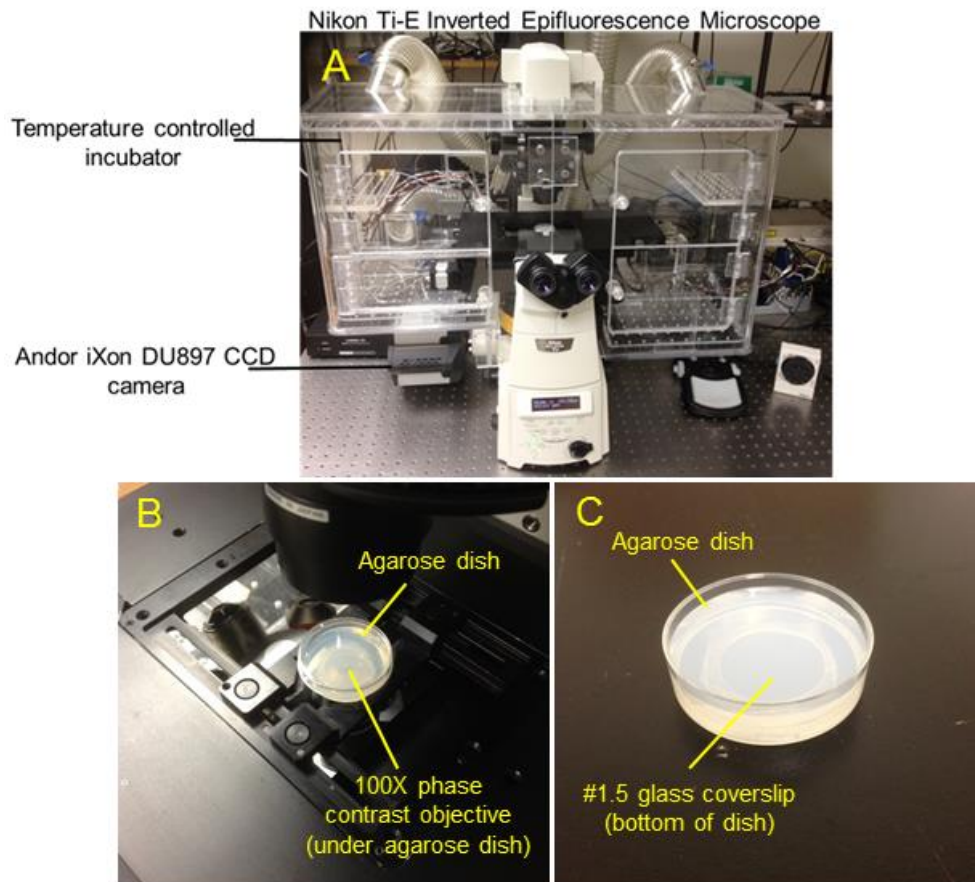 Nikon Ti-E Inverted Epifluorescence Microscope
A
Temperature controlled
incubator
Andor iXon DU897 CCD
camera
B
Agarose dish
100X phase
contrast objective
(under agarose dish)
C
Agarose dish
#1.5 glass coverslip
(bottom of dish)